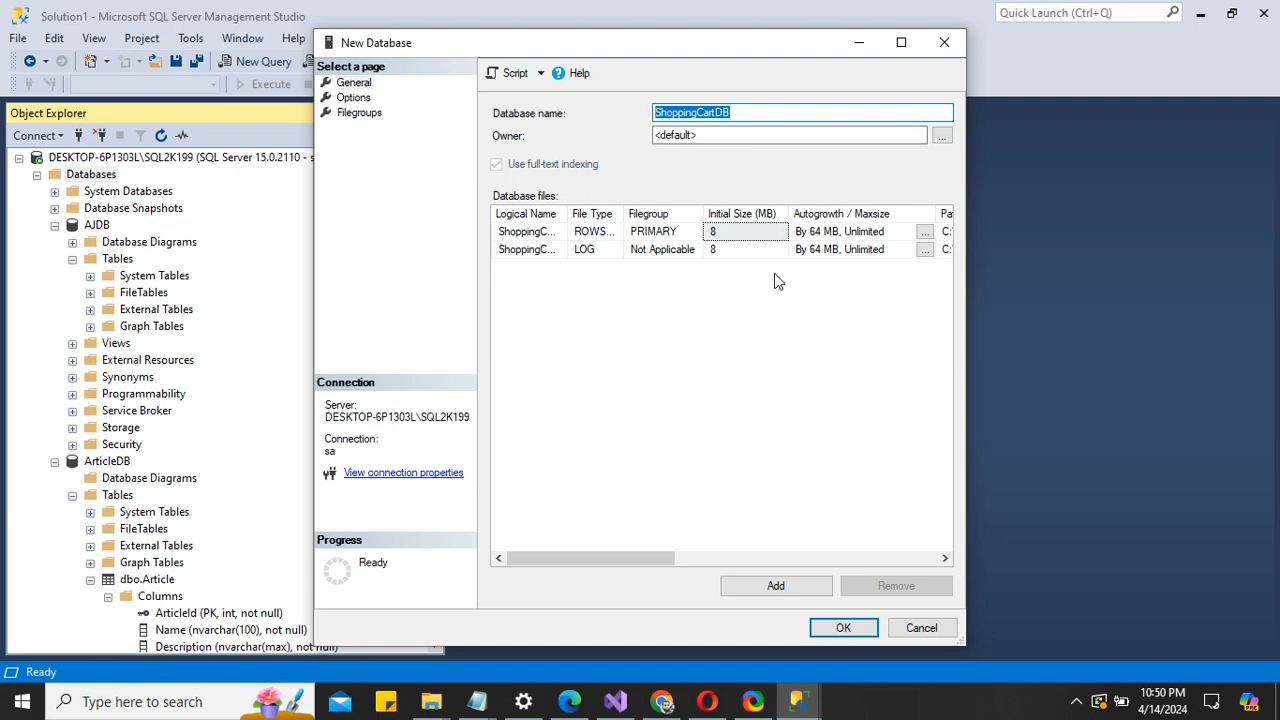 Solution1 - Microsoft SQL Server Management Studio
Quick Launch (Ctrl+Q)
File Edit View Project Tools Window Help
New Query
Execute
Object Explorer
Connect
DESKTOP-6P1303L\SQL2K199 (SQL Server 15.0.2110 - s
Databases
System Databases
Database Snapshots
AJDB
Database Diagrams
Tables
System Tables
FileTables
External Tables
Graph Tables
Views
External Resources
Synonyms
Programmability
Service Broker
Storage
Security
ArticleDB
Database Diagrams
Tables
System Tables
FileTables
External Tables
Graph Tables
dbo.Article
Columns
ArticleId (PK, int, not null)
Name (nvarchar(100), not null)
Description (nvarchar(max), not null)
New Database
Select a page
General
Options
Filegroups
Connection
Server:
DESKTOP-6P1303L\SQL2K199
Connection:
sa
View connection properties
Progress
Ready
Script Help
Database name: ShoppingCartDB
Owner: <default> ...
Use full-text indexing
Database files:
Logical Name File Type Filegroup Initial Size (MB) Autogrowth / Maxsize Pa
ShoppingC... ROWS... PRIMARY 8 By 64 MB, Unlimited ... C:
ShoppingC... LOG Not Applicable 8 By 64 MB, Unlimited ... C:
Add Remove
OK Cancel
Ready
Type here to search
10:50 PM
4/14/2024